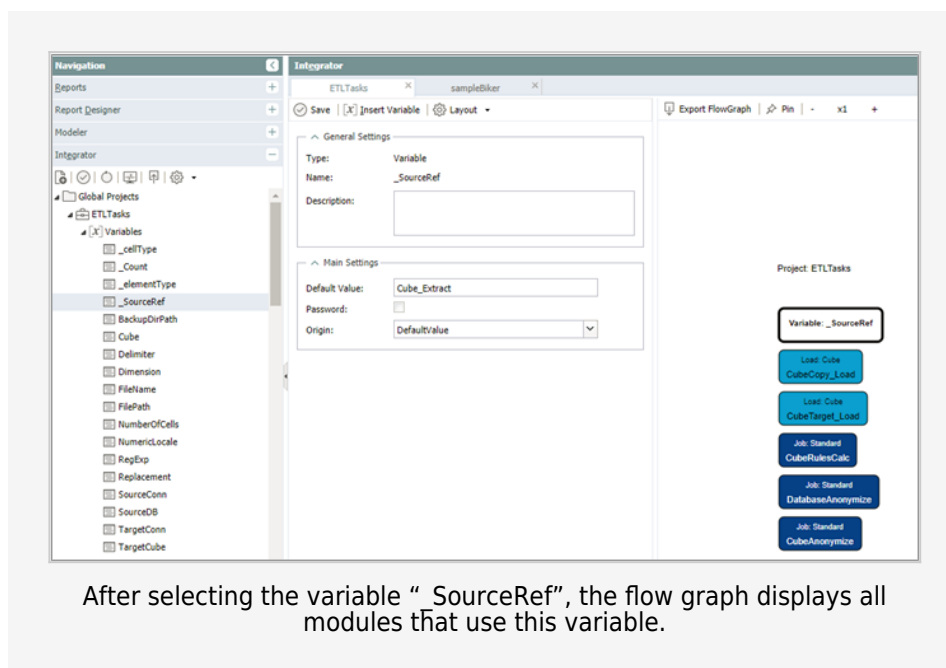 Navigation
Reports
Report Designer
Modeler
Integrator
Global Projects
ETLTasks
[x] Variables
_cellType
_Count
_elementType
_SourceRef
BackupDirPath
Cube
Delimiter
Dimension
FileName
FilePath
NumberOfCells
NumericLocale
RegExp
Replacement
SourceConn
SourceDB
TargetConn
TargetCube
Integrator
ETLTasks
sampleBiker
Save [x] Insert Variable Layout
General Settings
Type: Variable
Name: _SourceRef
Description:
Main Settings
Default Value: Cube_Extract
Password:
Origin: DefaultValue
Export FlowGraph Pin - x1 +
Project: ETLTasks
Variable: _SourceRef
Load: Cube
CubeCopy_Load
Load: Cube
CubeTarget_Load
Job: Standard
CubeRulesCalc
Job: Standard
DatabaseAnonymize
Job: Standard
CubeAnonymize
After selecting the variable “_SourceRef”, the flow graph displays all
modules that use this variable.